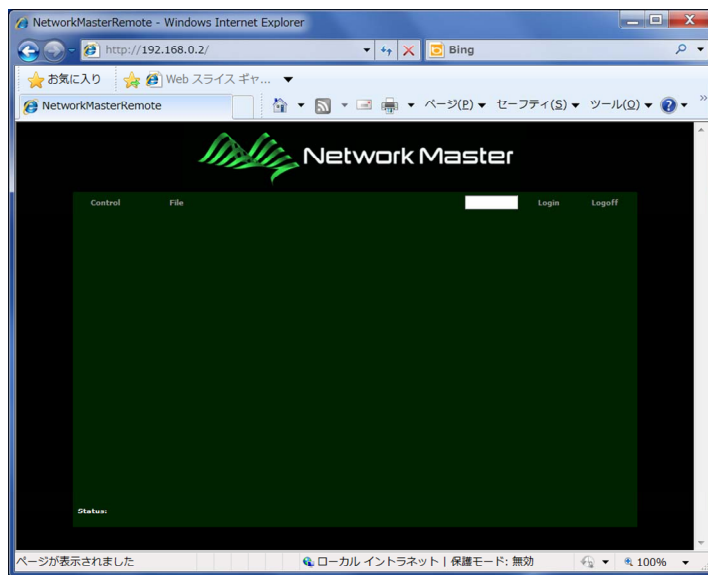 NetworkMasterRemote - Windows Internet Explorer
http://192.168.0.2/
Bing
お気に入り Web スライス ギャ...
NetworkMasterRemote ページ(P) セーフティ(S) ツール(O)
Network Master
Control File Login Logoff
Status:
ページが表示されました ローカル イントラネット | 保護モード: 無効 100%